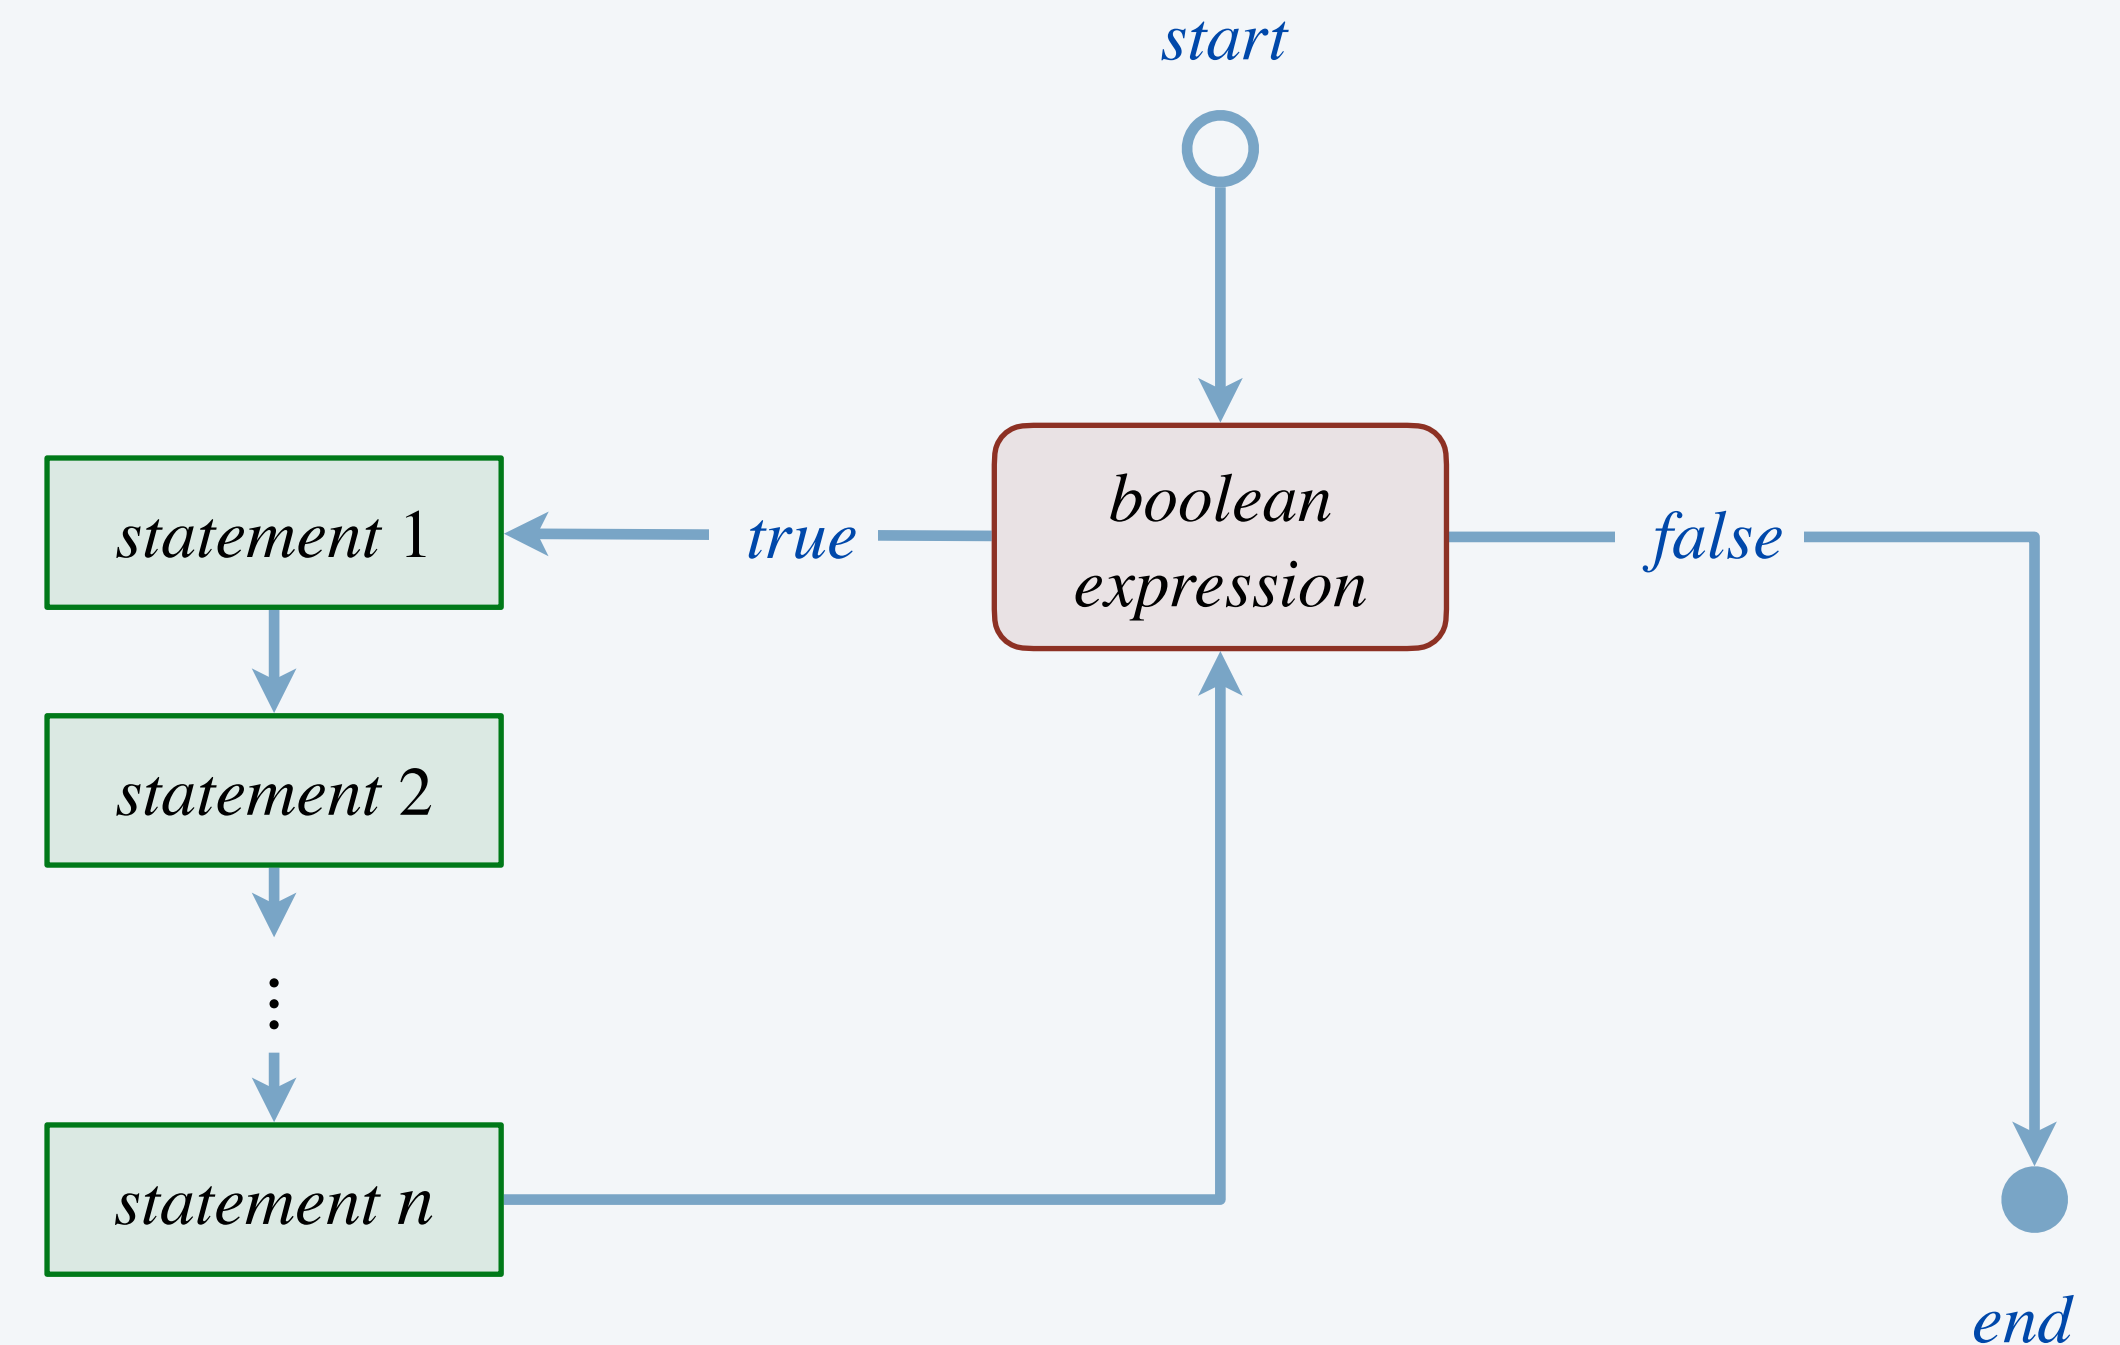 start
boolean
expression
true
false
statement 1
statement 2
⋮
statement n
end